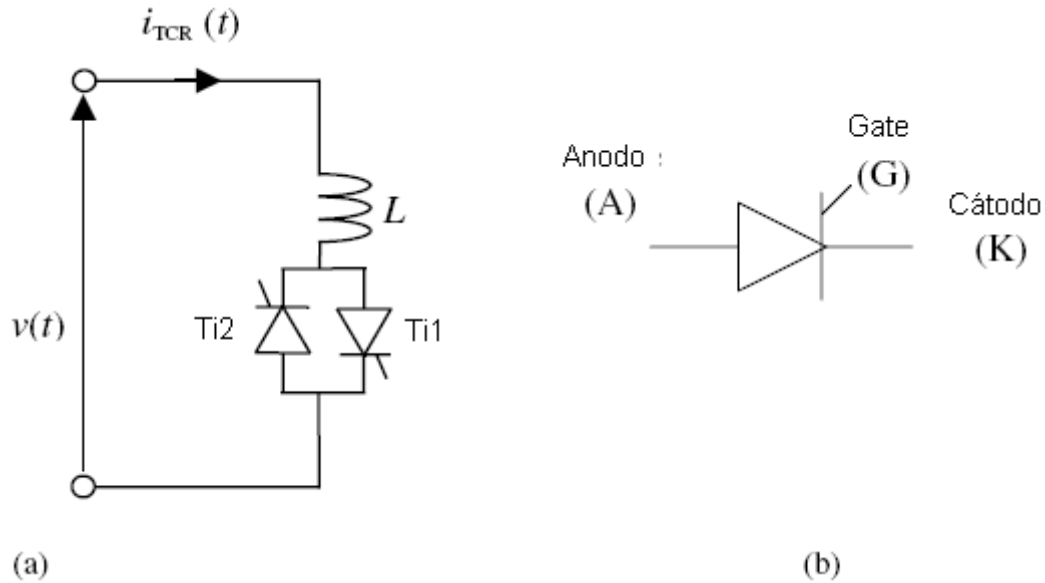 i_TCR (t)
L
v(t)
Ti2
Ti1
(a)
Anodo :
(A)
Gate
(G)
Cátodo
(K)
(b)